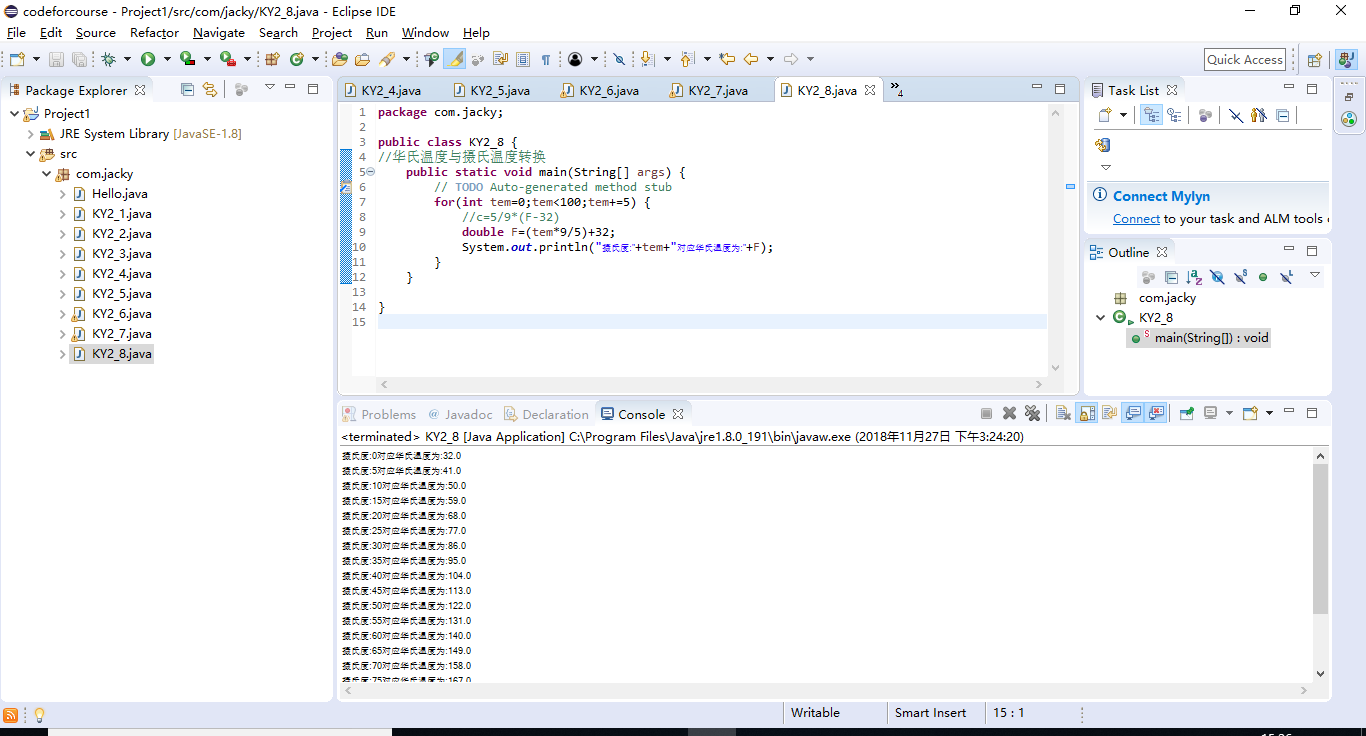 codeforcourse - Project1/src/com/jacky/KY2_8.java - Eclipse IDE
File Edit Source Refactor Navigate Search Project Run Window Help
Quick Access
Package Explorer
Project1
JRE System Library [JavaSE-1.8]
src
com.jacky
Hello.java
KY2_1.java
KY2_2.java
KY2_3.java
KY2_4.java
KY2_5.java
KY2_6.java
KY2_7.java
KY2_8.java
KY2_4.java KY2_5.java KY2_6.java KY2_7.java KY2_8.java »4
1 package com.jacky;
2
3 public class KY2_8 {
4 //华氏温度与摄氏温度转换
5 public static void main(String[] args) {
6 // TODO Auto-generated method stub
7 for(int tem=0;tem<100;tem+=5) {
8 //c=5/9*(F-32)
9 double F=(tem*9/5)+32;
10 System.out.println("摄氏度:"+tem+"对应华氏温度为:"+F);
11 }
12 }
13
14 }
15
Task List
Connect Mylyn
Connect to your task and ALM tools
Outline
com.jacky
KY2_8
main(String[]) : void
Problems Javadoc Declaration Console
<terminated> KY2_8 [Java Application] C:\Program Files\Java\jre1.8.0_191\bin\javaw.exe (2018年11月27日 下午3:24:20)
摄氏度:0对应华氏温度为:32.0
摄氏度:5对应华氏温度为:41.0
摄氏度:10对应华氏温度为:50.0
摄氏度:15对应华氏温度为:59.0
摄氏度:20对应华氏温度为:68.0
摄氏度:25对应华氏温度为:77.0
摄氏度:30对应华氏温度为:86.0
摄氏度:35对应华氏温度为:95.0
摄氏度:40对应华氏温度为:104.0
摄氏度:45对应华氏温度为:113.0
摄氏度:50对应华氏温度为:122.0
摄氏度:55对应华氏温度为:131.0
摄氏度:60对应华氏温度为:140.0
摄氏度:65对应华氏温度为:149.0
摄氏度:70对应华氏温度为:158.0
摄氏度:75对应华氏温度为:167.0
Writable Smart Insert 15 : 1